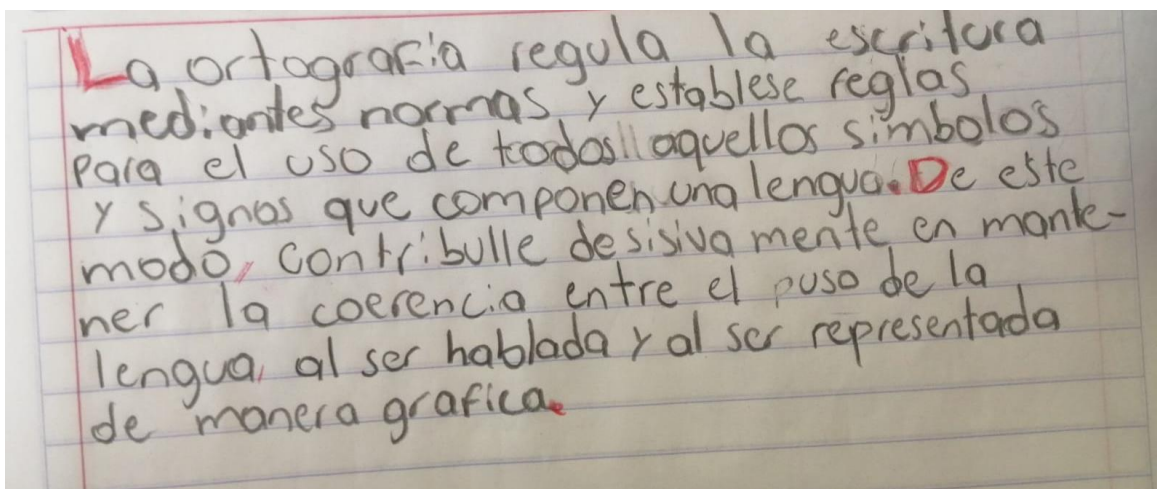 La ortografia regula la escritura
mediantes normas y establese reglas
para el uso de todas aquellos simbolos
y signos que componen una lengua. De este
modo, contribulle desisiva mente en mante-
ner la coerencia entre el uso de la
lengua, al ser hablada y al ser representada
de manera grafica.